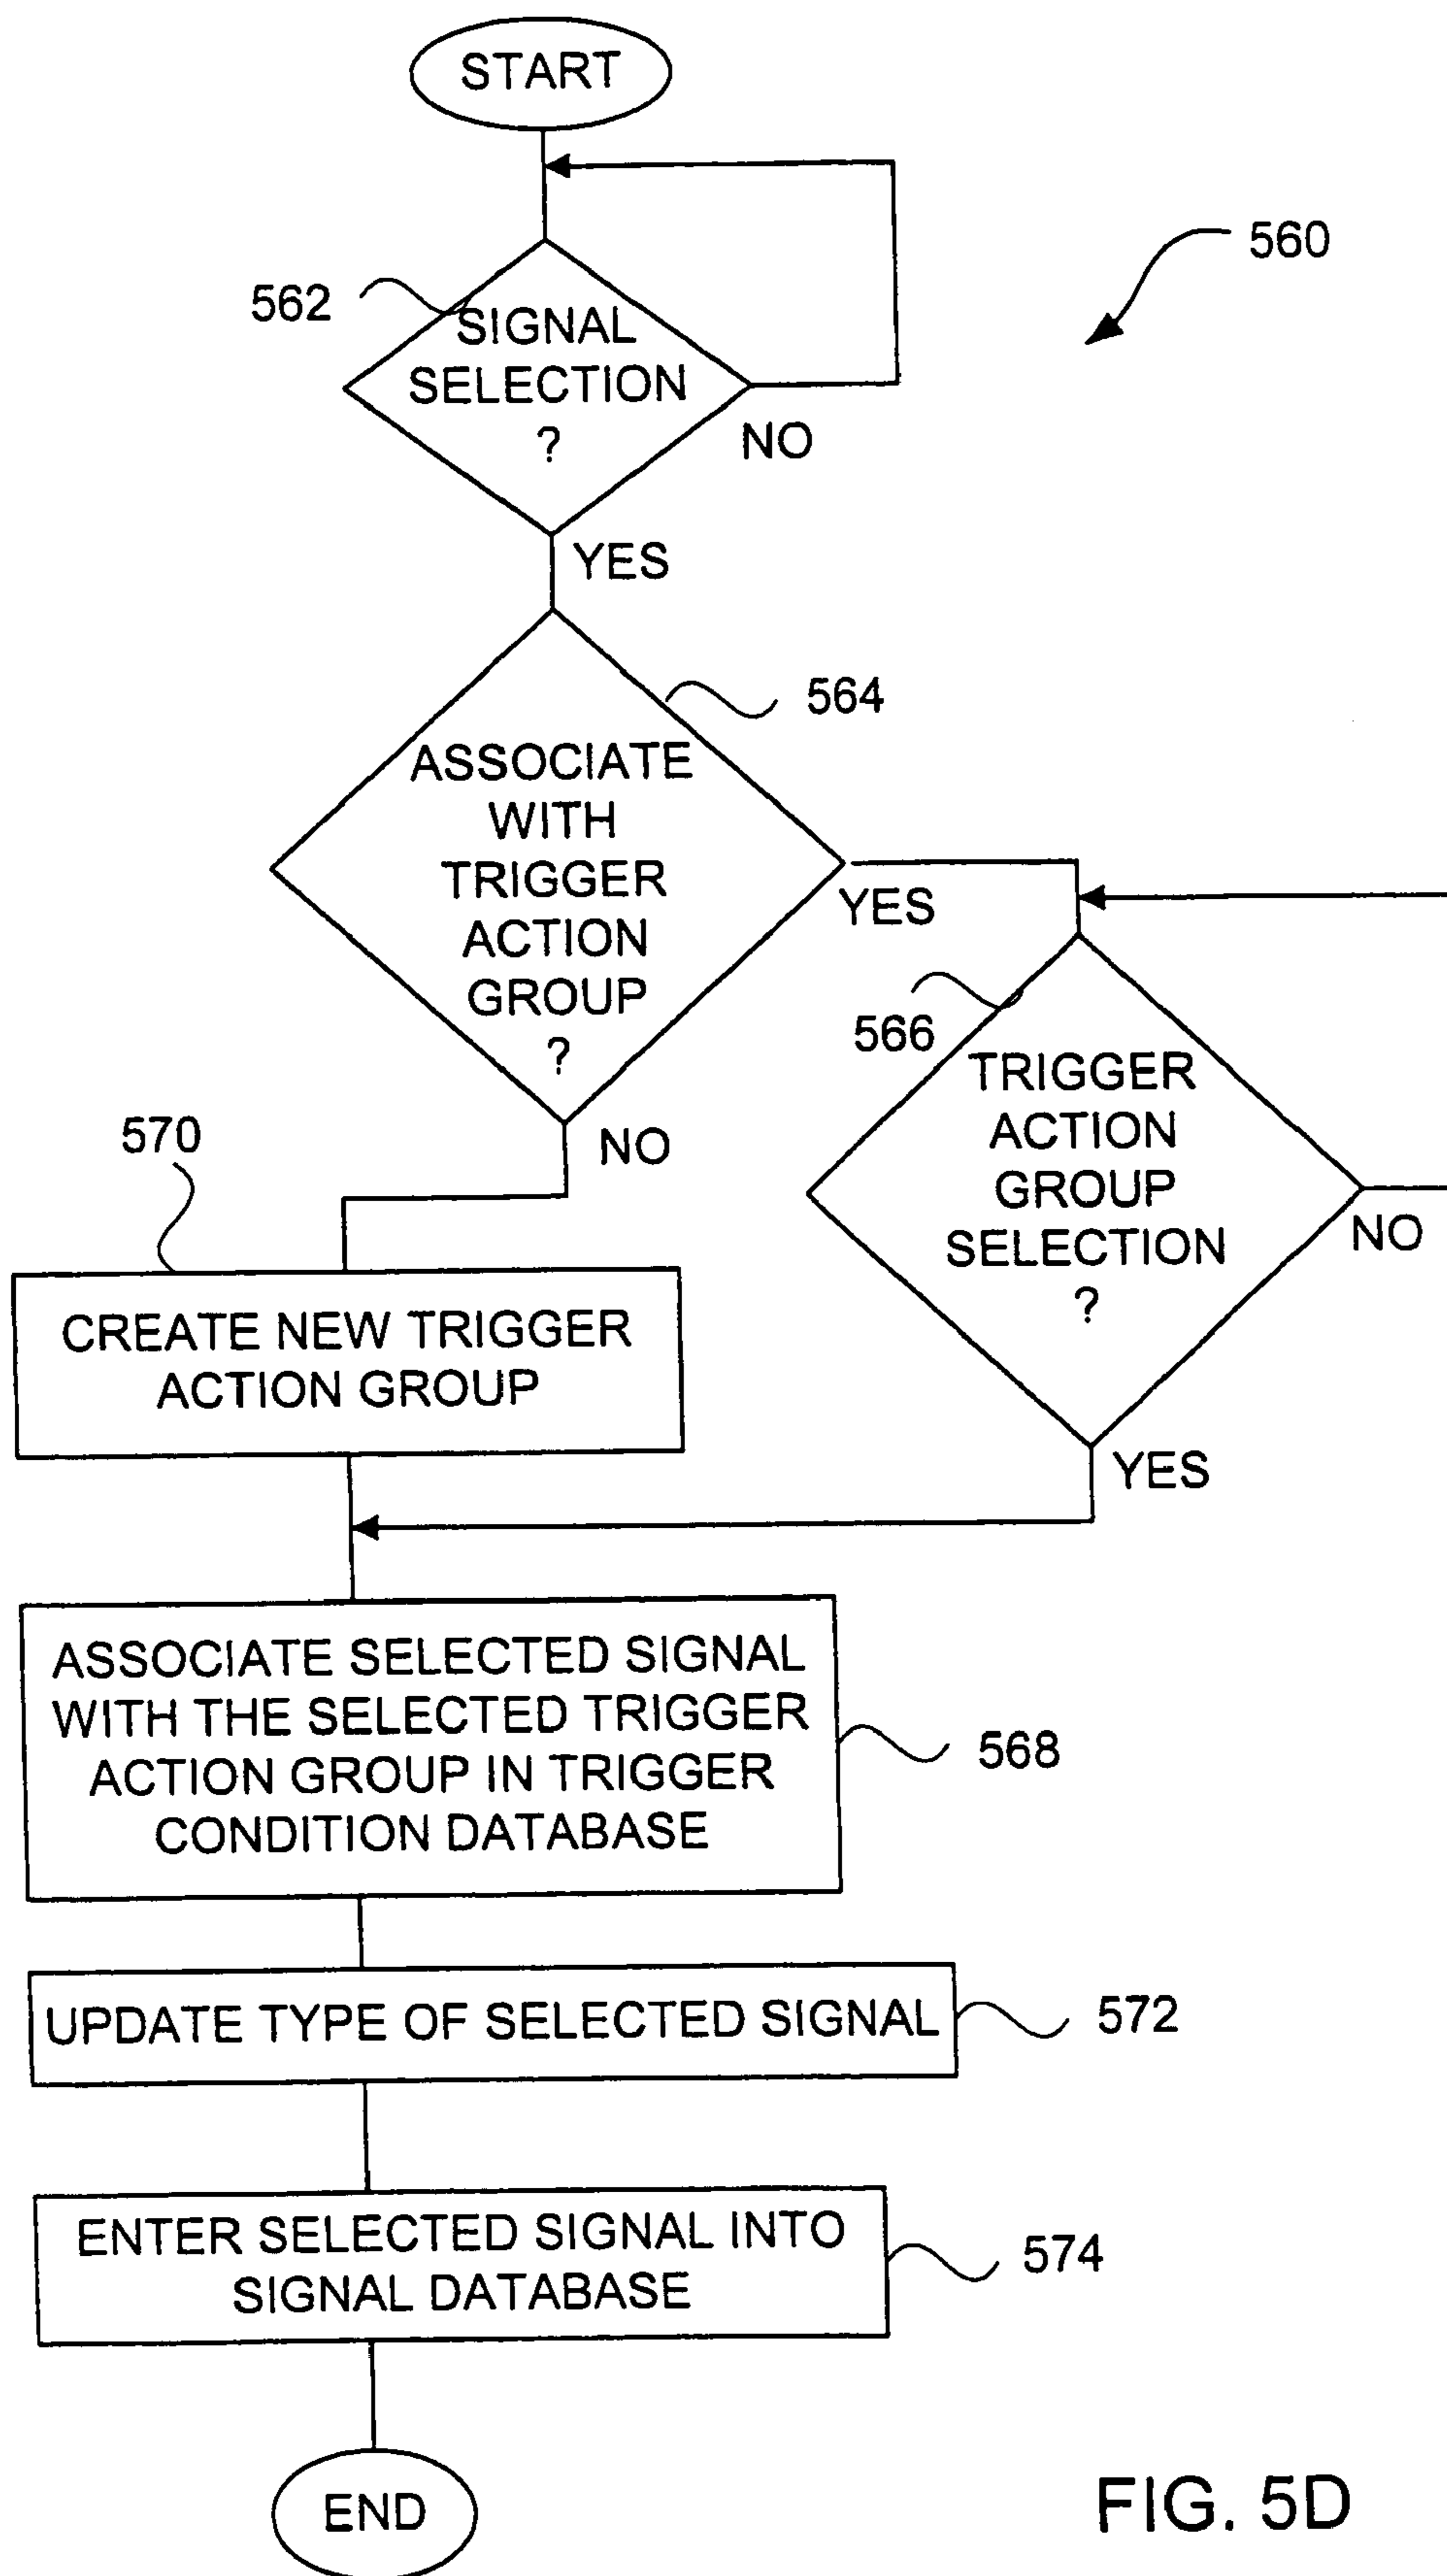 START
560
562
SIGNAL
SELECTION
?
NO
YES
564
ASSOCIATE
WITH
TRIGGER
ACTION
GROUP
?
YES
NO
566
TRIGGER
ACTION
GROUP
SELECTION
?
NO
YES
570
CREATE NEW TRIGGER
ACTION GROUP
ASSOCIATE SELECTED SIGNAL
WITH THE SELECTED TRIGGER
ACTION GROUP IN TRIGGER
CONDITION DATABASE
568
UPDATE TYPE OF SELECTED SIGNAL
572
ENTER SELECTED SIGNAL INTO
SIGNAL DATABASE
574
END
FIG. 5D